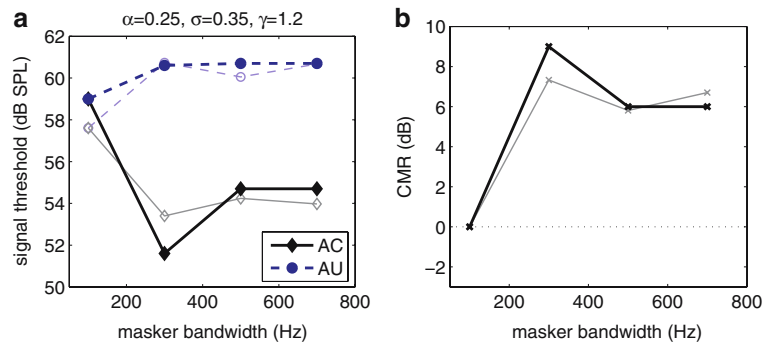 a
α=0.25, σ=0.35, γ=1.2
signal threshold (dB SPL)
62
60
58
56
54
52
50
200
400
600
800
masker bandwidth (Hz)
AC
AU
b
CMR (dB)
10
8
6
4
2
0
−2
200
400
600
800
masker bandwidth (Hz)